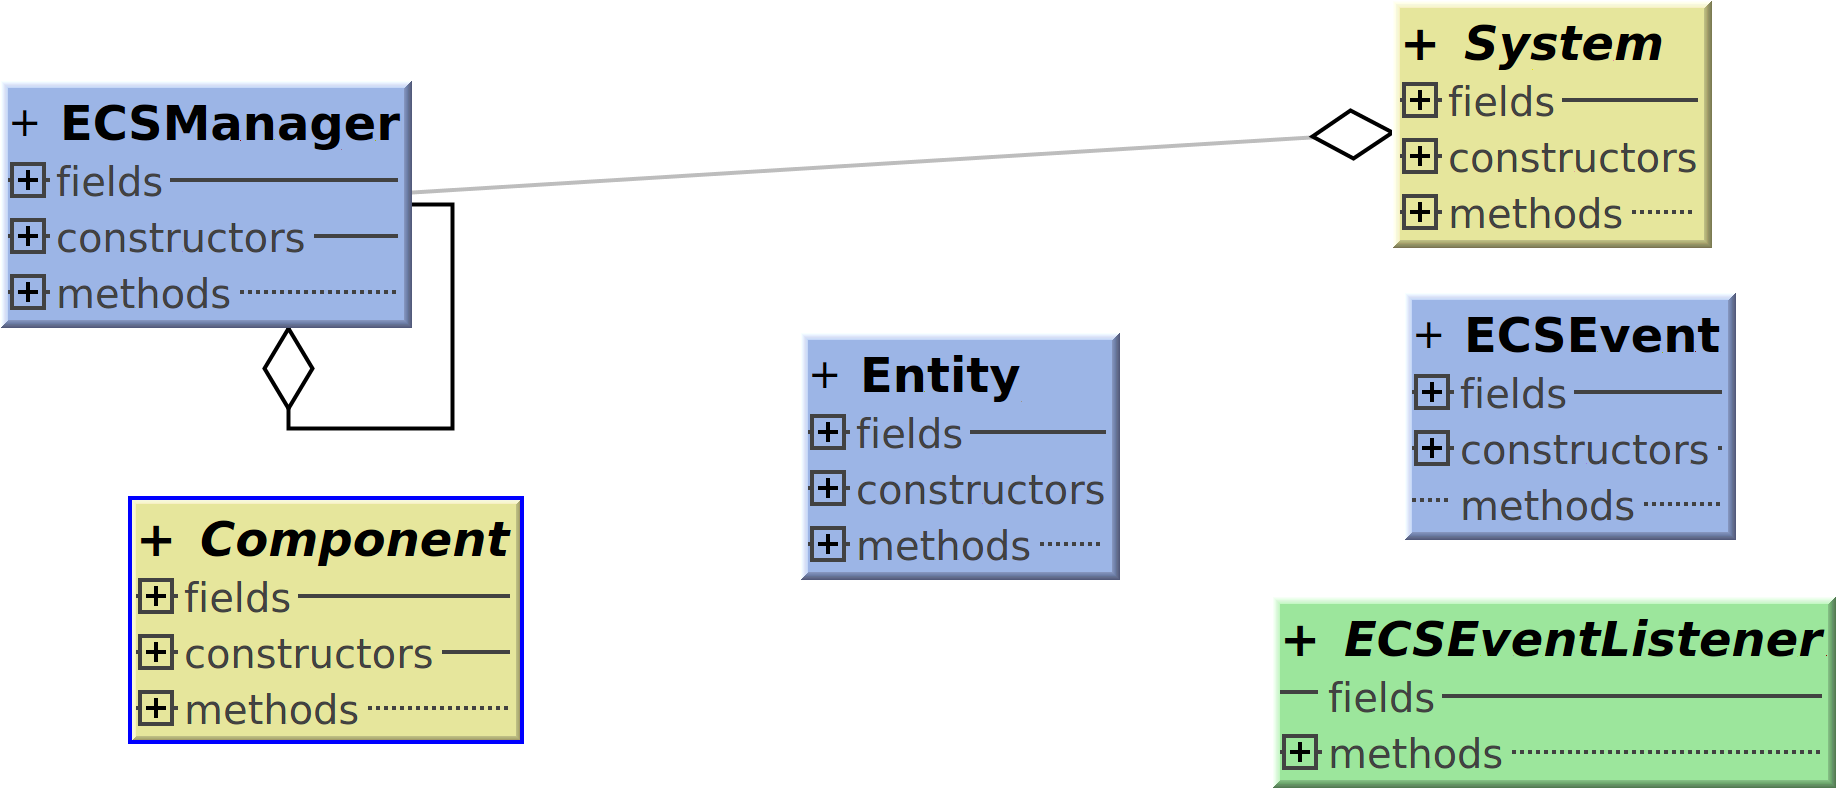 + ECSManager
+ fields
+ constructors
+ methods
+ System
+ fields
+ constructors
+ methods
+ Entity
+ fields
+ constructors
+ methods
+ ECSEvent
+ fields
+ constructors
methods
+ Component
+ fields
+ constructors
+ methods
+ ECSEventListener
fields
+ methods